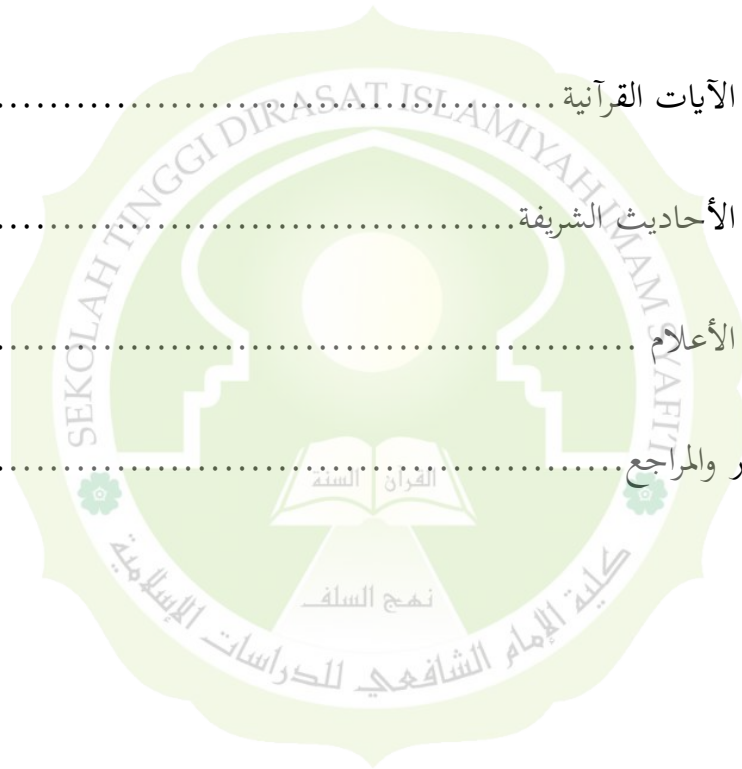 الآيات القرآنية ........................................
الأحاديث الشريفة........................................
الأعلام ........................................
ر والمراجع........................................
SEKOLAH TINGGI DIRASAT ISLAMIYAH IMAM SYAFI'I
القرآن السنة
نهج السلف
كلية الإمام الشافعي للدراسات الإسلامية